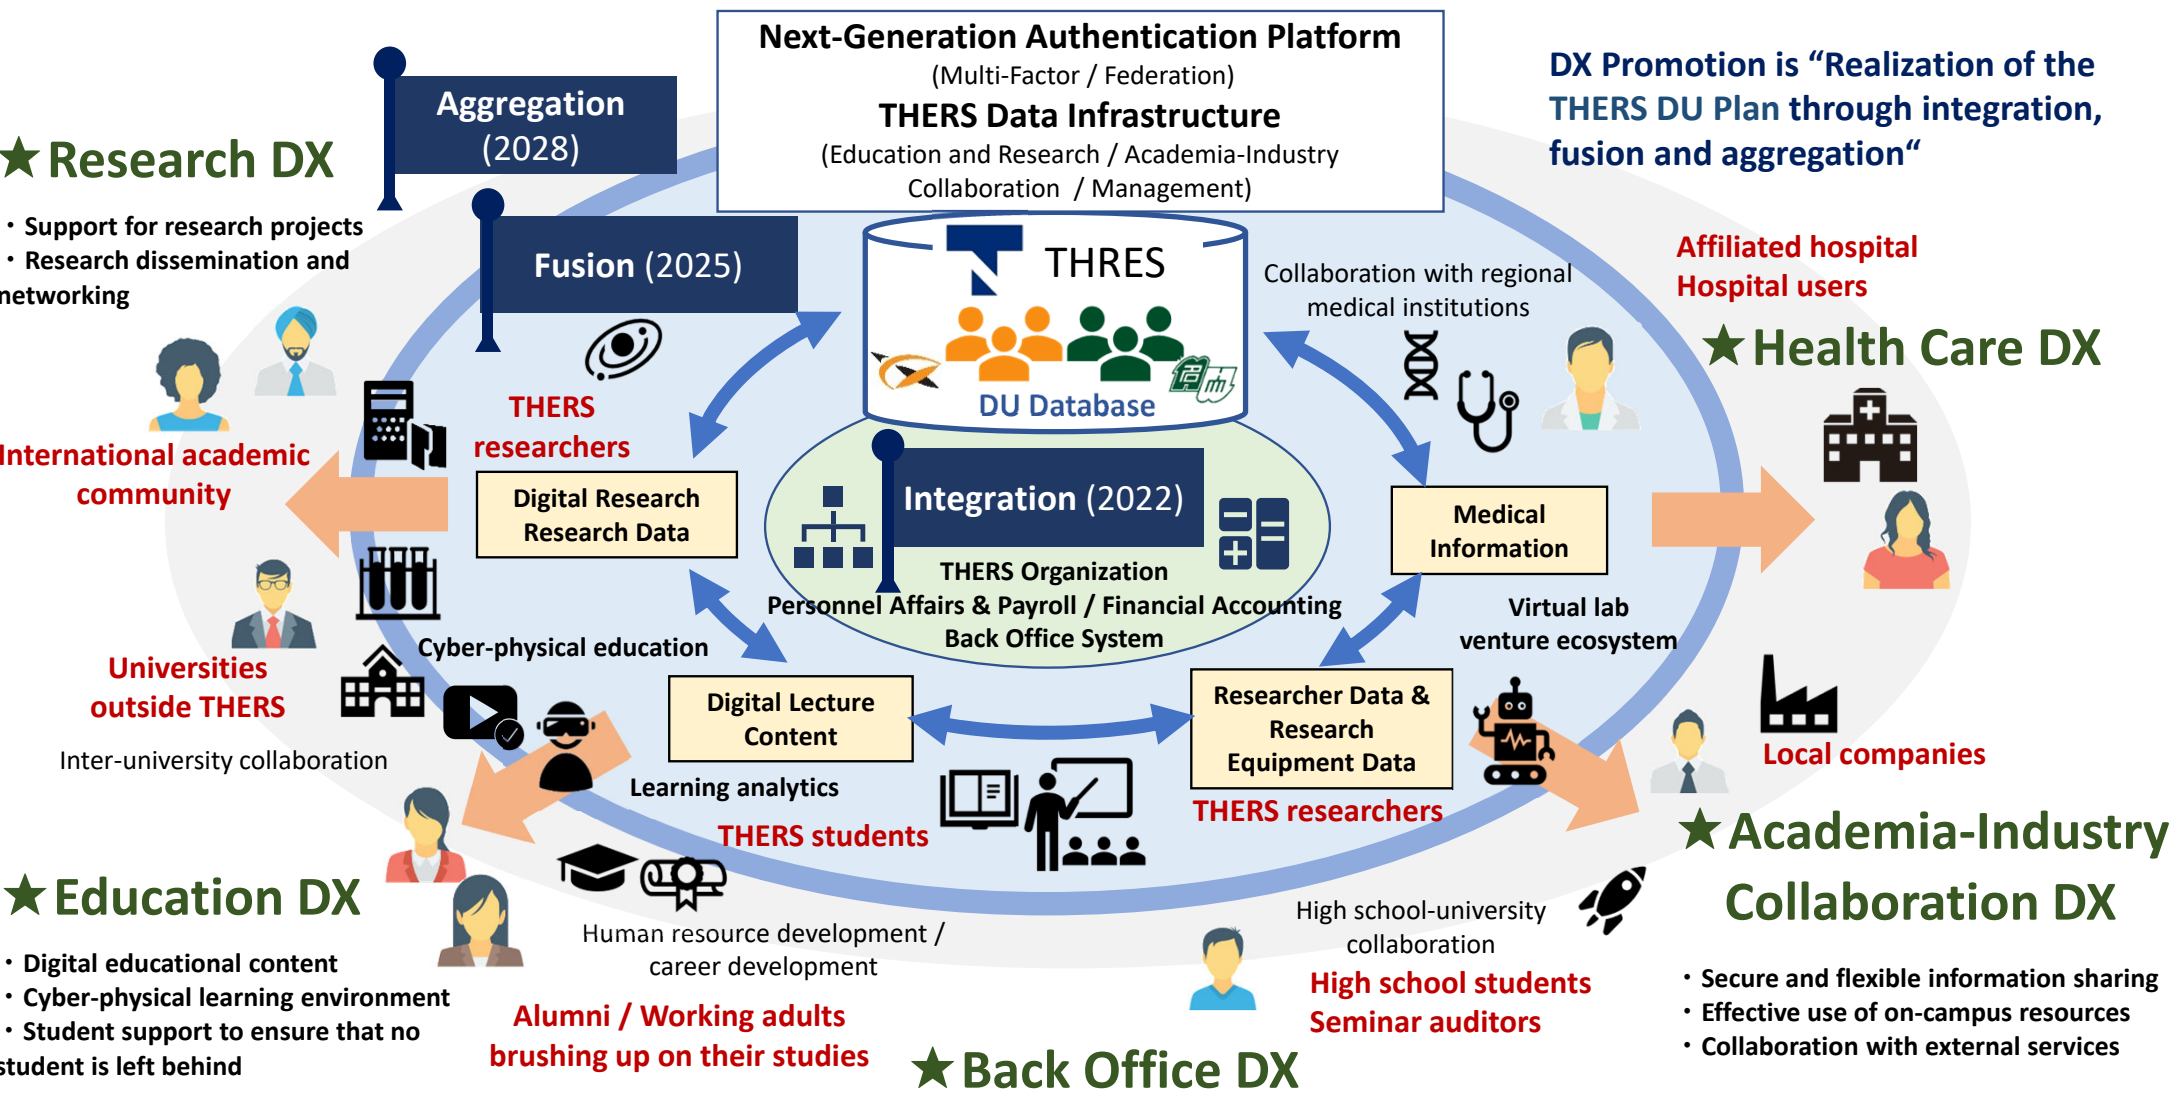 Next-Generation Authentication Platform
(Multi-Factor / Federation)
THERS Data Infrastructure
(Education and Research / Academia-Industry
Collaboration / Management)
DX Promotion is “Realization of the
THERS DU Plan through integration,
fusion and aggregation“
Aggregation
(2028)
★Research DX
・Support for research projects
・Research dissemination and
networking
Fusion (2025)
THRES
DU Database
Collaboration with regional
medical institutions
Affiliated hospital
Hospital users
★Health Care DX
THERS
researchers
International academic
community
Digital Research
Research Data
Integration (2022)
THERS Organization
Personnel Affairs & Payroll / Financial Accounting
Back Office System
Medical
Information
Virtual lab
venture ecosystem
Cyber-physical education
Universities
outside THERS
Inter-university collaboration
Digital Lecture
Content
Learning analytics
THERS students
Researcher Data &
Research
Equipment Data
THERS researchers
Local companies
★Academia-Industry
Collaboration DX
・Secure and flexible information sharing
・Effective use of on-campus resources
・Collaboration with external services
★Education DX
・Digital educational content
・Cyber-physical learning environment
・Student support to ensure that no
student is left behind
Human resource development /
career development
Alumni / Working adults
brushing up on their studies
High school-university
collaboration
High school students
Seminar auditors
★Back Office DX